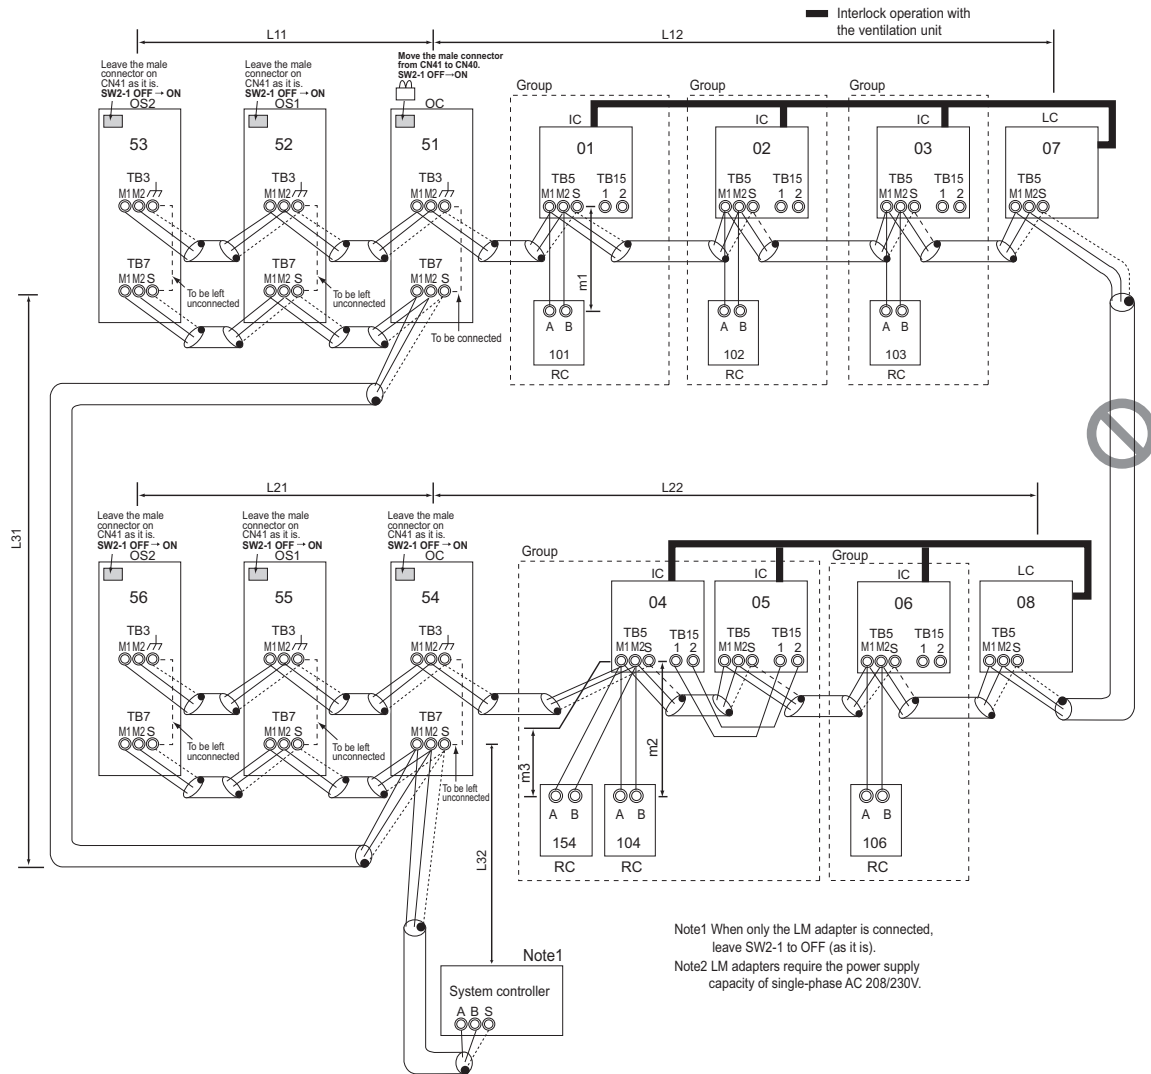 Interlock operation with
the ventilation unit
L11
L12
Leave the male
connector on
CN41 as it is.
SW2-1 OFF → ON
OS2
Leave the male
connector on
CN41 as it is.
SW2-1 OFF → ON
OS1
Move the male connector
from CN41 to CN40.
SW2-1 OFF→ON
OC
Group
Group
Group
IC
IC
IC
LC
53
52
51
01
02
03
07
TB3
M1 M2
TB3
M1 M2
TB3
M1 M2
TB5
M1 M2 S
TB15
1 2
TB5
M1 M2 S
TB15
1 2
TB5
M1 M2 S
TB15
1 2
TB5
M1 M2 S
TB7
M1 M2 S
To be left
unconnected
TB7
M1 M2 S
To be left
unconnected
TB7
M1 M2 S
To be connected
m1
A B
101
RC
A B
102
RC
A B
103
RC
L31
L21
L22
Leave the male
connector on
CN41 as it is.
SW2-1 OFF → ON
OS2
Leave the male
connector on
CN41 as it is.
SW2-1 OFF → ON
OS1
Leave the male
connector on
CN41 as it is.
SW2-1 OFF → ON
OC
Group
Group
IC
IC
IC
LC
56
55
54
04
05
06
08
TB3
M1 M2
TB3
M1 M2
TB3
M1 M2
TB5
M1 M2 S
TB15
1 2
TB5
M1 M2 S
TB15
1 2
TB5
M1 M2 S
TB15
1 2
TB5
M1 M2 S
TB7
M1 M2 S
To be left
unconnected
TB7
M1 M2 S
To be left
unconnected
TB7
M1 M2 S
To be left
unconnected
m3
m2
A B
154
RC
A B
104
RC
A B
106
RC
L32
Note1
System controller
A B S
Note1 When only the LM adapter is connected,
leave SW2-1 to OFF (as it is).
Note2 LM adapters require the power supply
capacity of single-phase AC 208/230V.